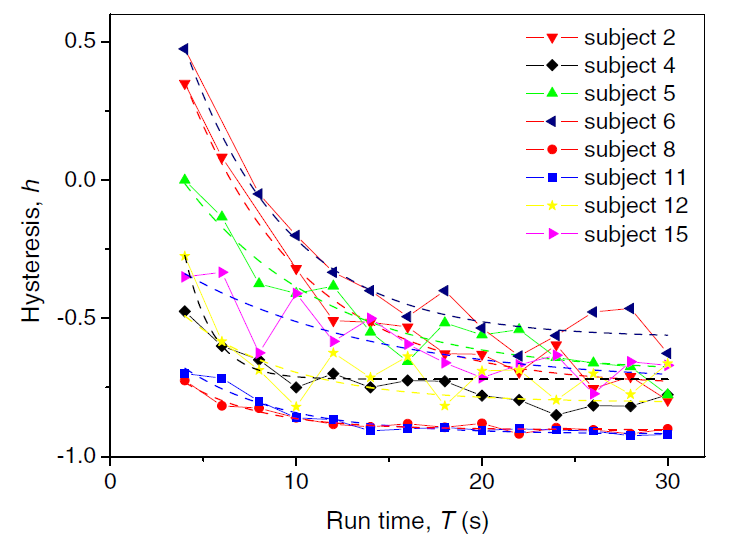 0.5
0.0
-0.5
-1.0
0
10
20
30
Hysteresis, h
Run time, T (s)
subject 2
subject 4
subject 5
subject 6
subject 8
subject 11
subject 12
subject 15